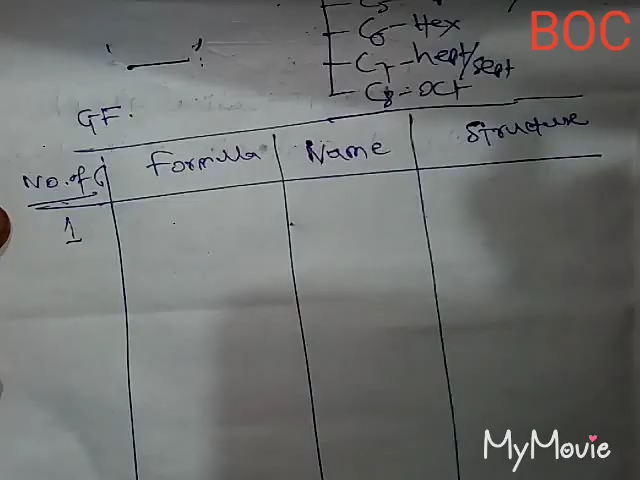 C6 - Hex
BOC
C7 - hept/sept
C8 - oct
GF.
No. of C
Formula
Name
Structure
1
MyMovie